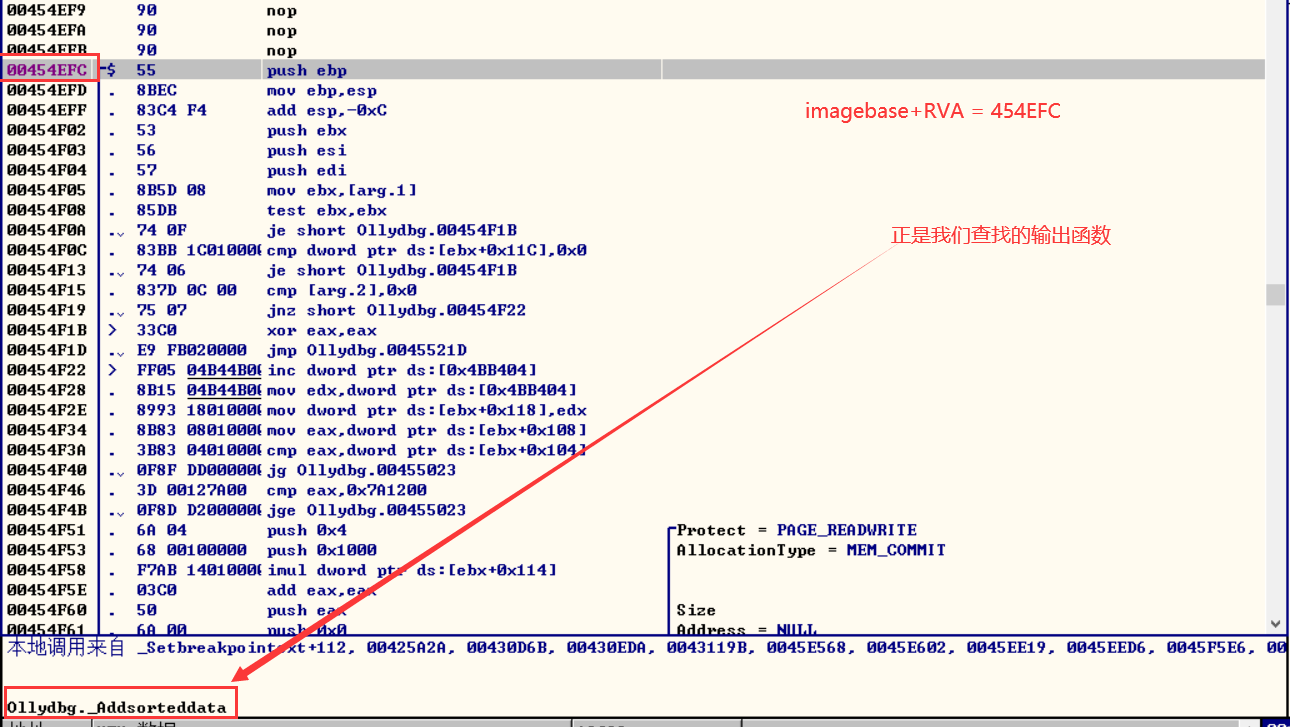 00454EF9 90 nop
00454EFA 90 nop
00454EFB 90 nop
00454EFC $ 55 push ebp
00454EFD . 8BEC mov ebp,esp
00454EFF . 83C4 F4 add esp,-0xC
imagebase+RVA = 454EFC
00454F02 . 53 push ebx
00454F03 . 56 push esi
00454F04 . 57 push edi
00454F05 . 8B5D 08 mov ebx,[arg.1]
00454F08 . 85DB test ebx,ebx
00454F0A .v 74 0F je short Ollydbg.00454F1B
正是我们查找的输出函数
00454F0C . 83BB 1C01000 cmp dword ptr ds:[ebx+0x11C],0x0
00454F13 .v 74 06 je short Ollydbg.00454F1B
00454F15 . 837D 0C 00 cmp [arg.2],0x0
00454F19 .v 75 07 jnz short Ollydbg.00454F22
00454F1B > 33C0 xor eax,eax
00454F1D .v E9 FB020000 jmp Ollydbg.0045521D
00454F22 > FF05 04B44B0 inc dword ptr ds:[0x4BB404]
00454F28 . 8B15 04B44B0 mov edx,dword ptr ds:[0x4BB404]
00454F2E . 8993 1801000 mov dword ptr ds:[ebx+0x118],edx
00454F34 . 8B83 0801000 mov eax,dword ptr ds:[ebx+0x108]
00454F3A . 3B83 0401000 cmp eax,dword ptr ds:[ebx+0x104]
00454F40 .v 0F8F DD00000 jg Ollydbg.00455023
00454F46 . 3D 00127A00 cmp eax,0x7A1200
00454F4B .v 0F8D D200000 jge Ollydbg.00455023
00454F51 . 6A 04 push 0x4 Protect = PAGE_READWRITE
00454F53 . 68 00100000 push 0x1000 AllocationType = MEM_COMMIT
00454F58 . F7AB 1401000 imul dword ptr ds:[ebx+0x114]
00454F5E . 03C0 add eax,eax
00454F60 . 50 push eax Size
00454F61 . 6A 00 push 0x0 Address = NULL
本地调用来自 _Setbreakpointext+112, 00425A2A, 00430D6B, 00430EDA, 0043119B, 0045E568, 0045E602, 0045EE19, 0045EED6, 0045F5E6, 00
Ollydbg._Addsorteddata